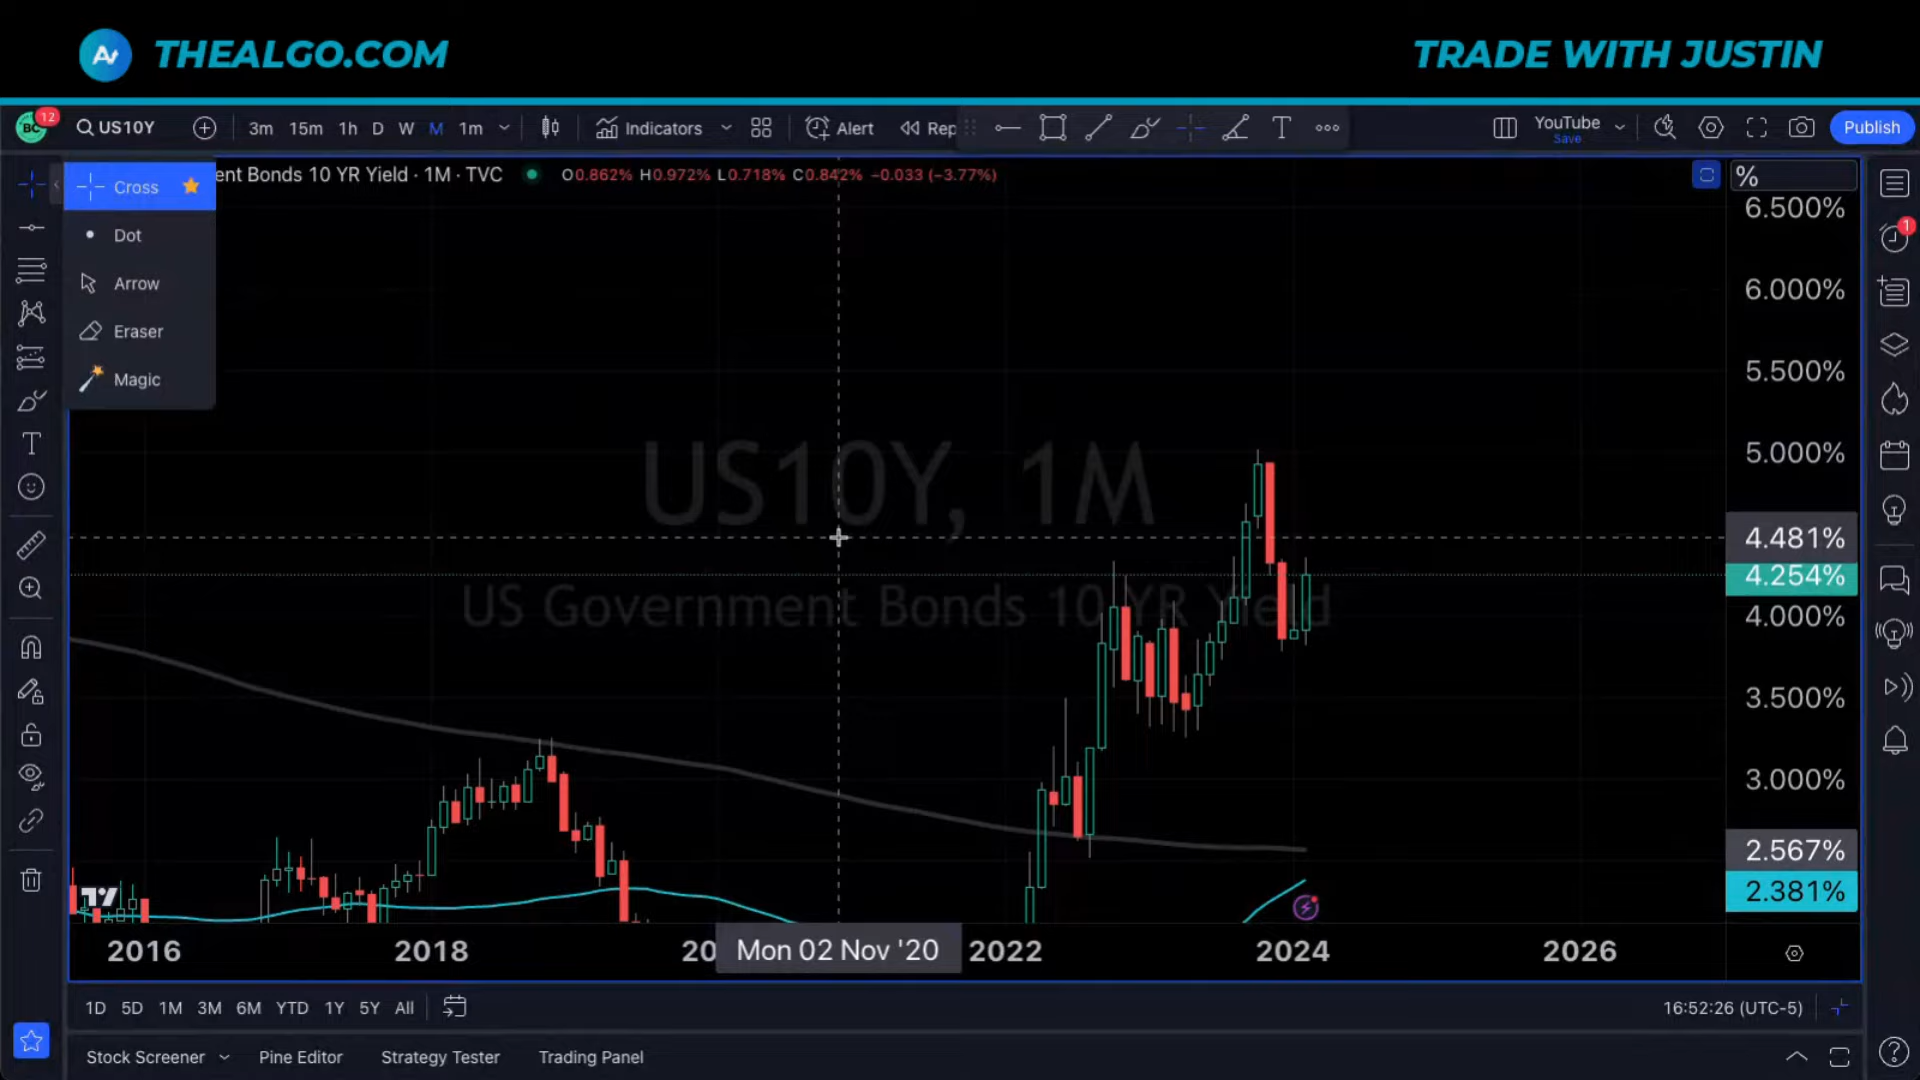 THEALGO.COM
TRADE WITH JUSTIN
BC 12 US10Y 3m 15m 1h D W M 1m Indicators Alert Rep YouTube Save Publish
Cross ent Bonds 10 YR Yield · 1M · TVC O0.862% H0.972% L0.718% C0.842% −0.033 (−3.77%)
%
Dot
Arrow
Eraser
Magic
6.500%
6.000%
5.500%
5.000%
4.481%
4.254%
4.000%
3.500%
3.000%
2.567%
2.381%
1
US10Y, 1M
US Government Bonds 10 YR Yield
2016 2018 20 Mon 02 Nov '20 2022 2024 2026
1D 5D 1M 3M 6M YTD 1Y 5Y All 16:52:26 (UTC-5)
Stock Screener Pine Editor Strategy Tester Trading Panel